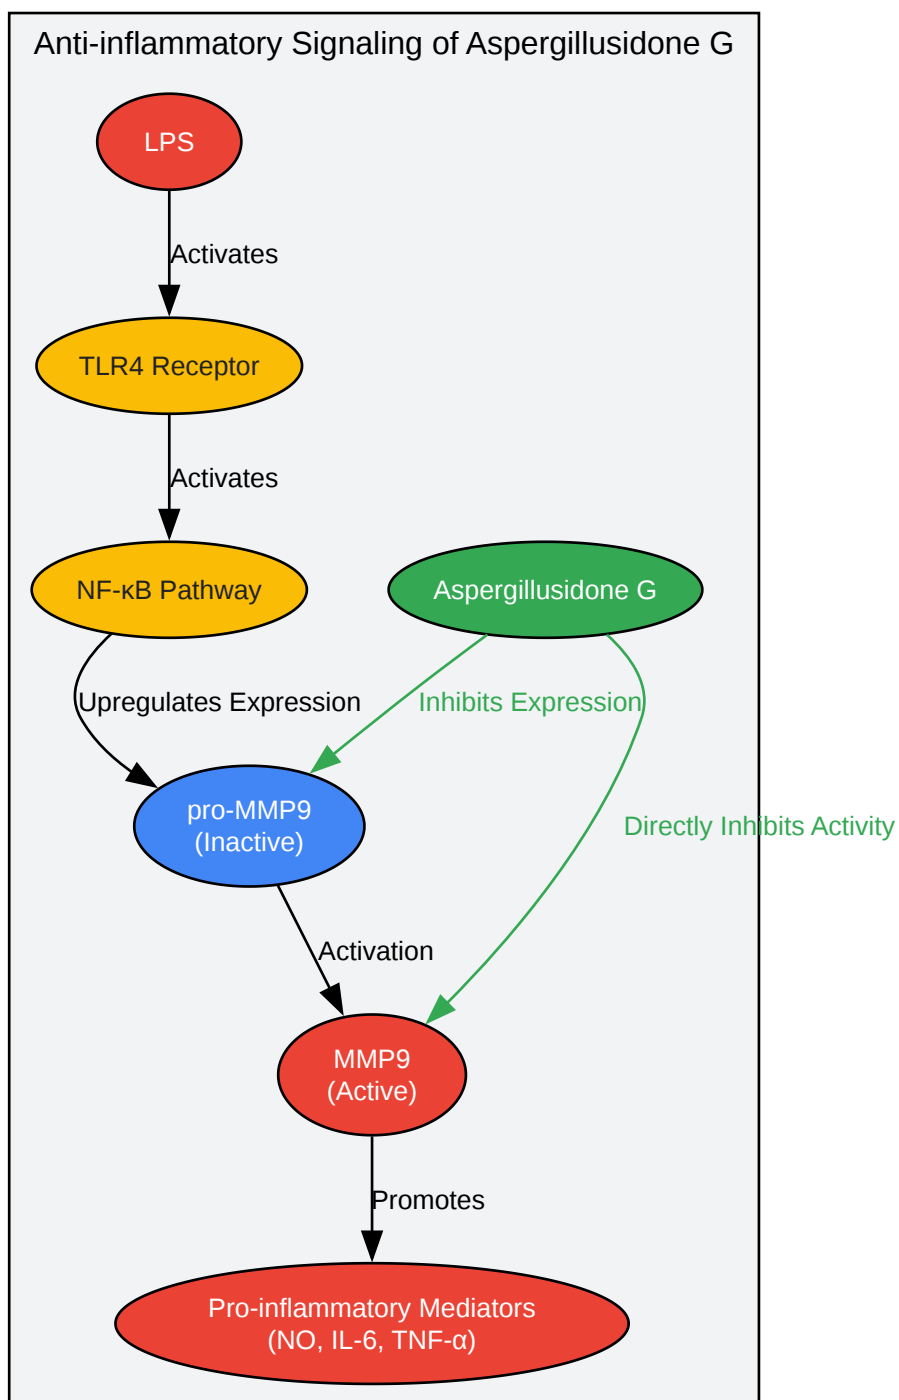 Anti-inflammatory Signaling of Aspergillusidone G
LPS
Activates
TLR4 Receptor
Activates
NF-κB Pathway
Aspergillusidone G
Upregulates Expression
Inhibits Expression
pro-MMP9
(Inactive)
Directly Inhibits Activity
Activation
MMP9
(Active)
Promotes
Pro-inflammatory Mediators
(NO, IL-6, TNF-α)